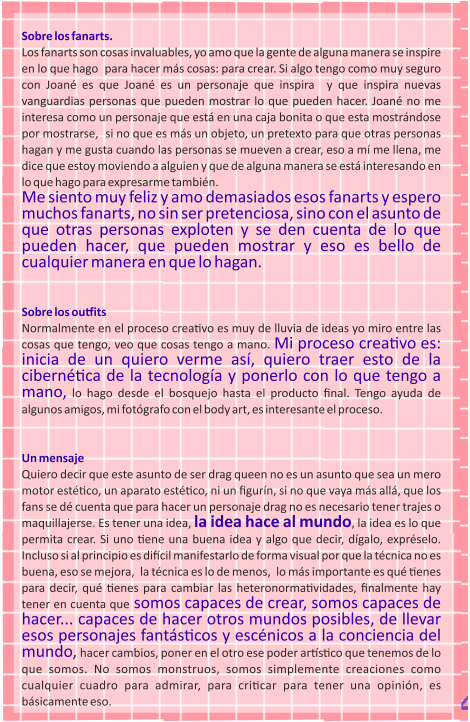 Sobre los fanarts.
Los fanarts son cosas invaluables, yo amo que la gente de alguna manera se inspire
en lo que hago para hacer más cosas: para crear. Si algo tengo como muy seguro
con Joané es que Joané es un personaje que inspira y que inspira nuevas
vanguardias personas que pueden mostrar lo que pueden hacer. Joané no me
interesa como un personaje que está en una caja bonita o que esta mostrándose
por mostrarse, si no que es más un objeto, un pretexto para que otras personas
hagan y me gusta cuando las personas se mueven a crear, eso a mí me llena, me
dice que estoy moviendo a alguien y que de alguna manera se está interesando en
lo que hago para expresarme también.
Me siento muy feliz y amo demasiados esos fanarts y espero
muchos fanarts, no sin ser pretenciosa, sino con el asunto de
que otras personas exploten y se den cuenta de lo que
pueden hacer, que pueden mostrar y eso es bello de
cualquier manera en que lo hagan.
Sobre los outfits
Normalmente en el proceso creativo es muy de lluvia de ideas yo miro entre las
cosas que tengo, veo que cosas tengo a mano. Mi proceso creativo es:
inicia de un quiero verme así, quiero traer esto de la
cibernética de la tecnología y ponerlo con lo que tengo a
mano, lo hago desde el bosquejo hasta el producto final. Tengo ayuda de
algunos amigos, mi fotógrafo con el body art, es interesante el proceso.
Un mensaje
Quiero decir que este asunto de ser drag queen no es un asunto que sea un mero
motor estético, un aparato estético, ni un figurín, si no que vaya más allá, que los
fans se dé cuenta que para hacer un personaje drag no es necesario tener trajes o
maquillajerse. Es tener una idea, la idea hace al mundo, la idea es lo que
permita crear. Si uno tiene una buena idea y algo que decir, dígalo, expréselo.
Incluso si al principio es difícil manifestarlo de forma visual por que la técnica no es
buena, eso se mejora, la técnica es lo de menos, lo más importante es qué tienes
para decir, qué tienes para cambiar las heteronormatividades, finalmente hay
tener en cuenta que somos capaces de crear, somos capaces de
hacer... capaces de hacer otros mundos posibles, de llevar
esos personajes fantásticos y escénicos a la conciencia del
mundo, hacer cambios, poner en el otro ese poder artístico que tenemos de lo
que somos. No somos monstruos, somos simplemente creaciones como
cualquier cuadro para admirar, para criticar para tener una opinión, es
básicamente eso.